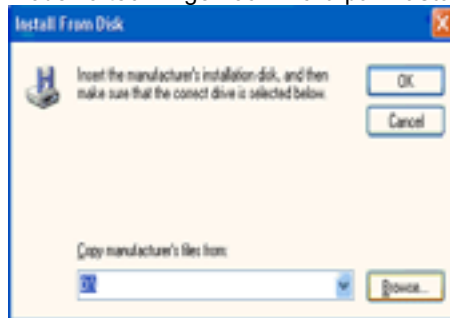 Install From Disk
Insert the manufacturer's installation disk, and then
make sure that the correct drive is selected below.
OK
Cancel
Copy manufacturer's files from:
Browse...